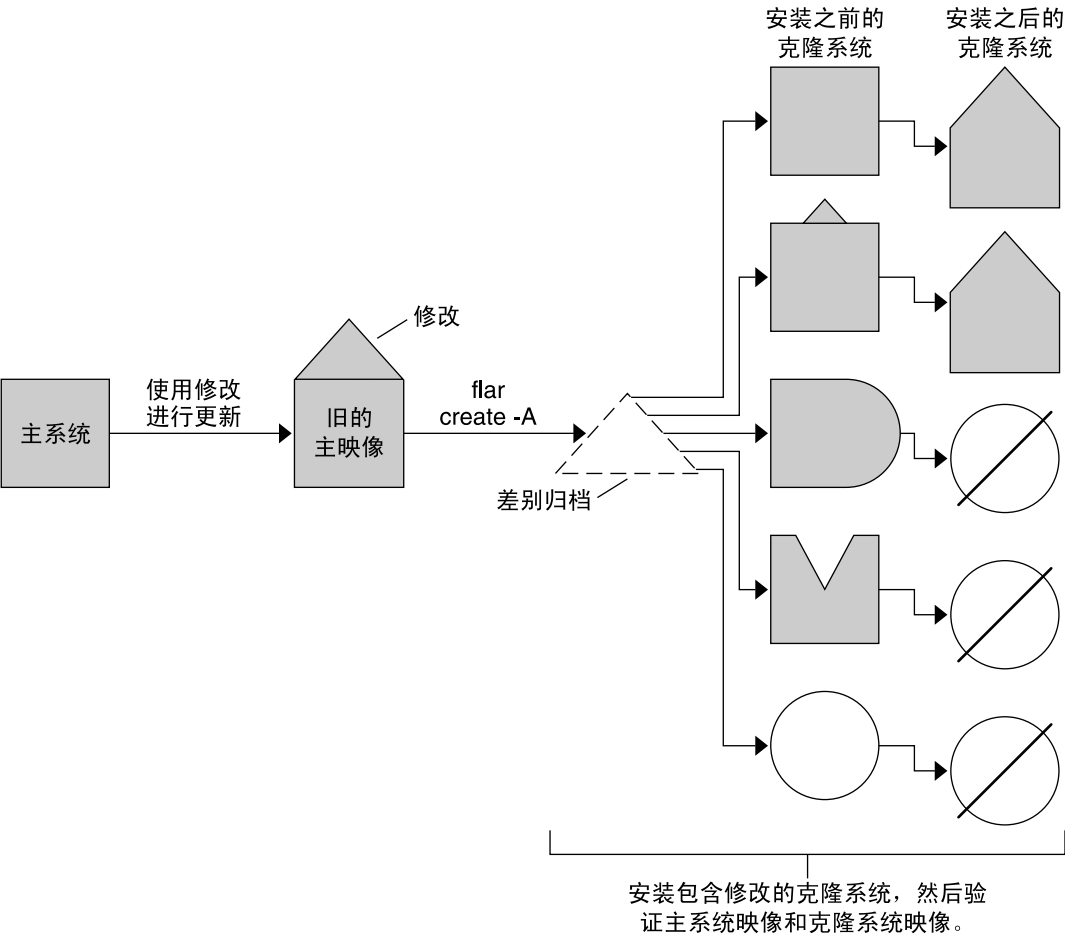 安装之前的
克隆系统
安装之后的
克隆系统
修改
主系统
使用修改
进行更新
旧的
主映像
flar
create -A
差别归档
安装包含修改的克隆系统，然后验
证主系统映像和克隆系统映像。